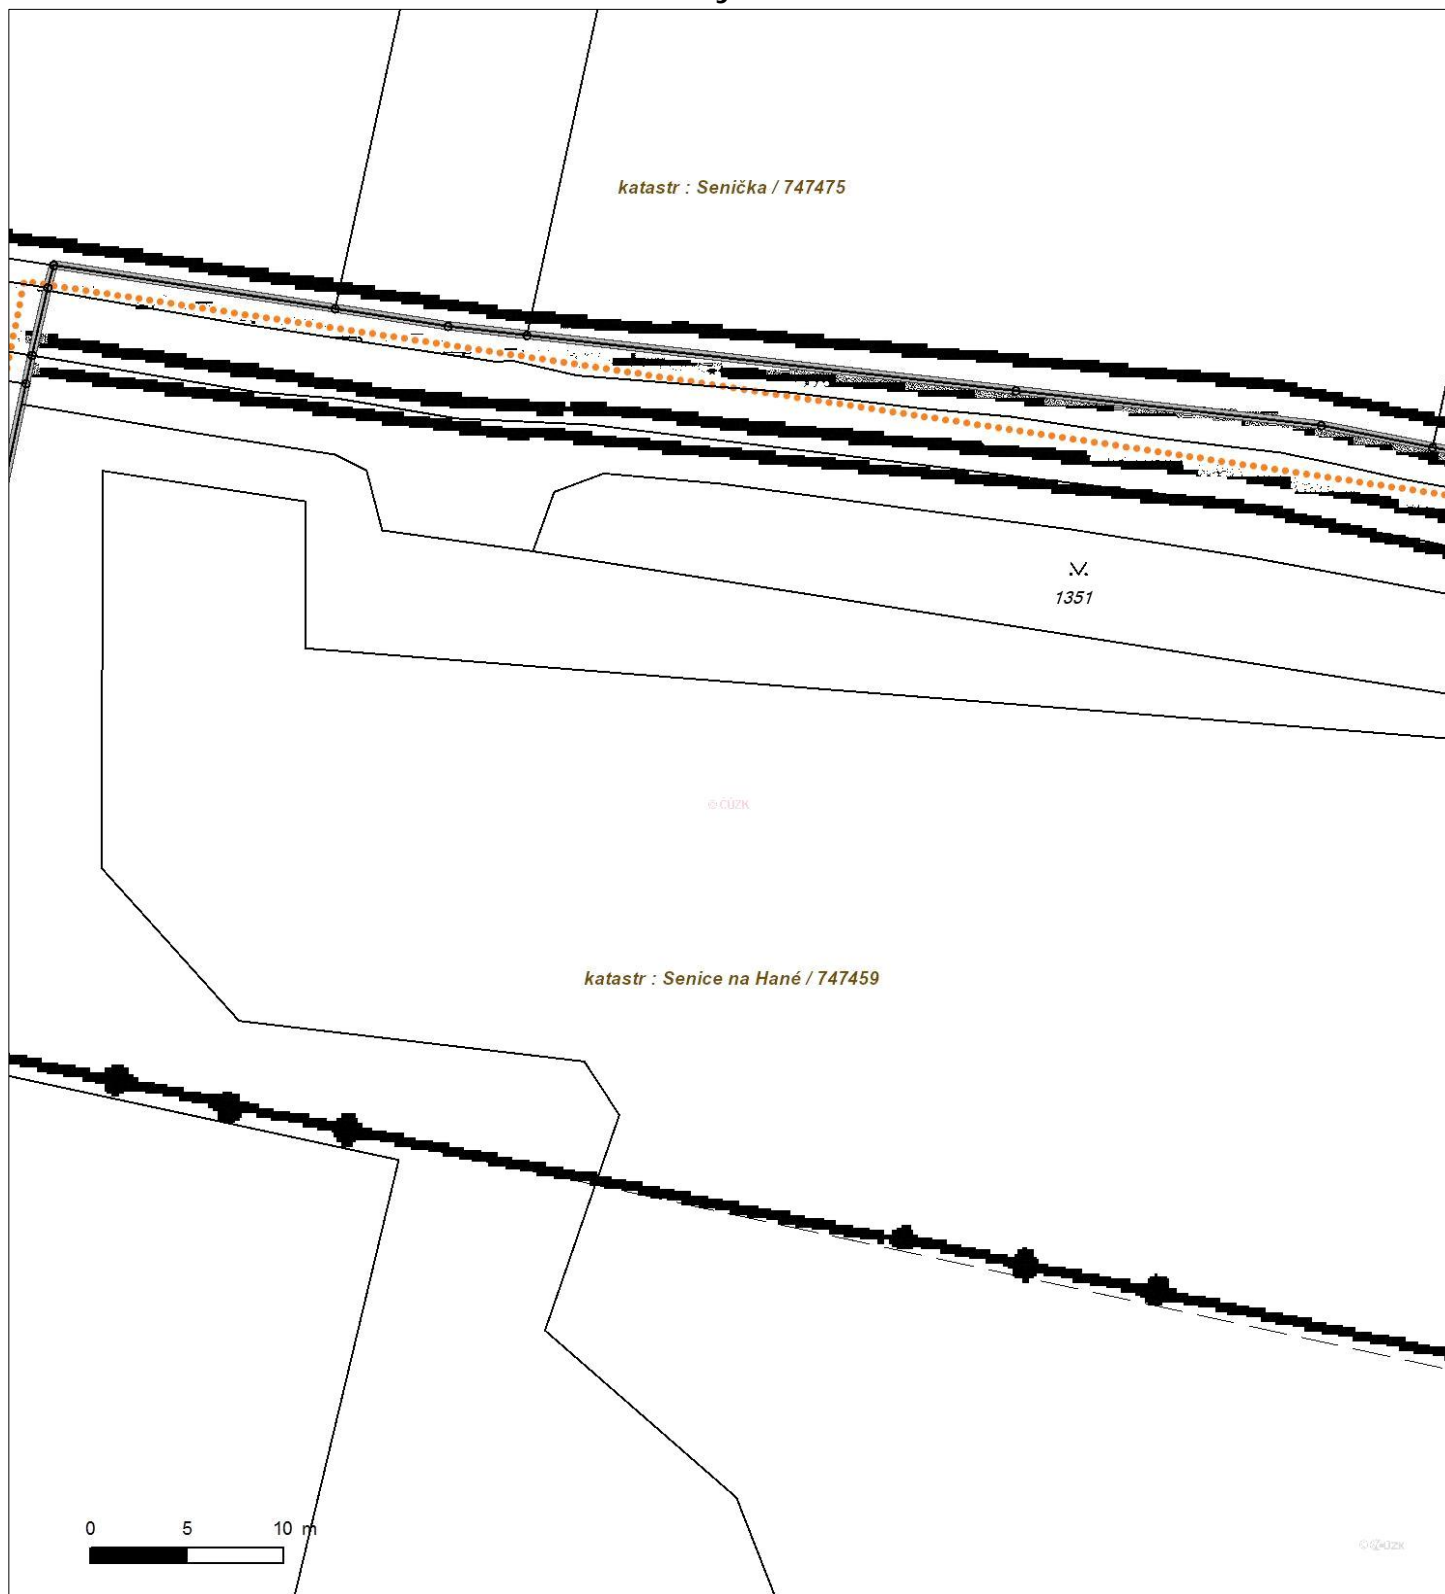 katastr : Senička / 747475
1351
© ČÚZK
katastr : Senice na Hané / 747459
0 5 10 m